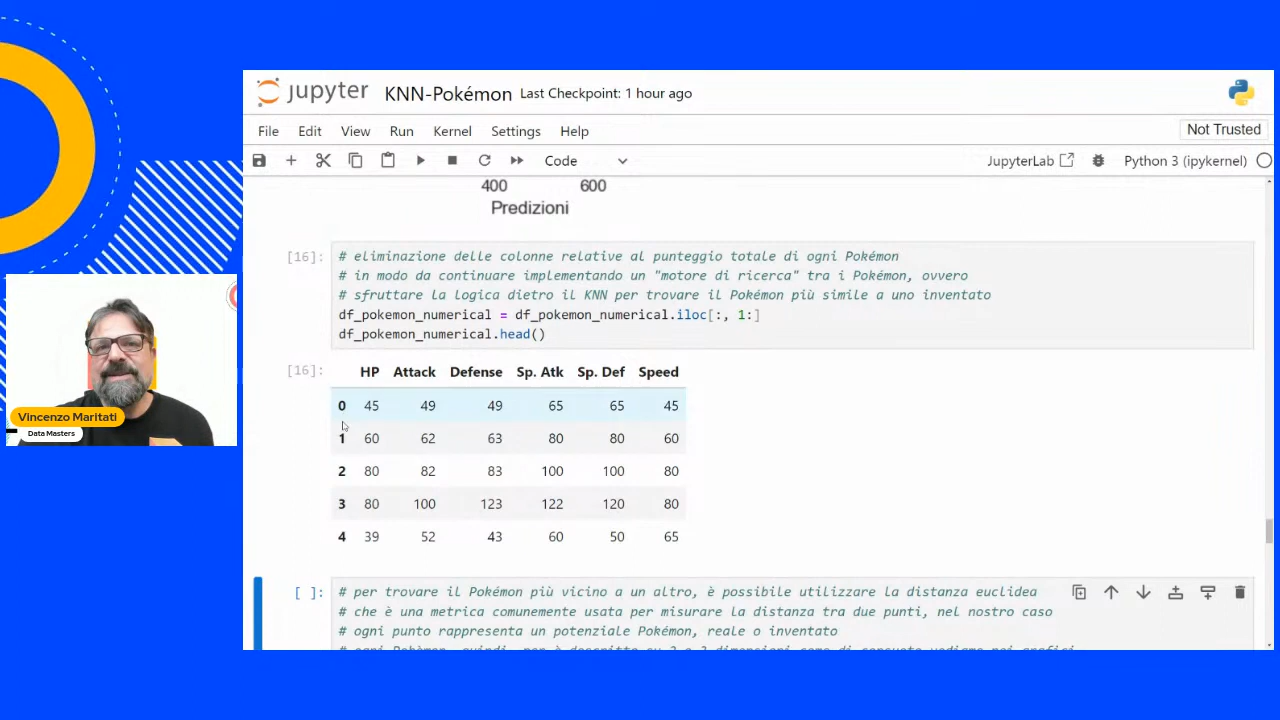 jupyter KNN-Pokémon Last Checkpoint: 1 hour ago
File Edit View Run Kernel Settings Help
Not Trusted
Code
JupyterLab
Python 3 (ipykernel)
400 600
Predizioni
[16]:
# eliminazione delle colonne relative al punteggio totale di ogni Pokémon
# in modo da continuare implementando un "motore di ricerca" tra i Pokémon, ovvero
# sfruttare la logica dietro il KNN per trovare il Pokémon più simile a uno inventato
df_pokemon_numerical = df_pokemon_numerical.iloc[:, 1:]
df_pokemon_numerical.head()
[16]:
HP Attack Defense Sp. Atk Sp. Def Speed
0 45 49 49 65 65 45
1 60 62 63 80 80 60
2 80 82 83 100 100 80
3 80 100 123 122 120 80
4 39 52 43 60 50 65
[ ]:
# per trovare il Pokémon più vicino a un altro, è possibile utilizzare la distanza euclidea
# che è una metrica comunemente usata per misurare la distanza tra due punti, nel nostro caso
# ogni punto rappresenta un potenziale Pokémon, reale o inventato
Vincenzo Maritati
Data Masters